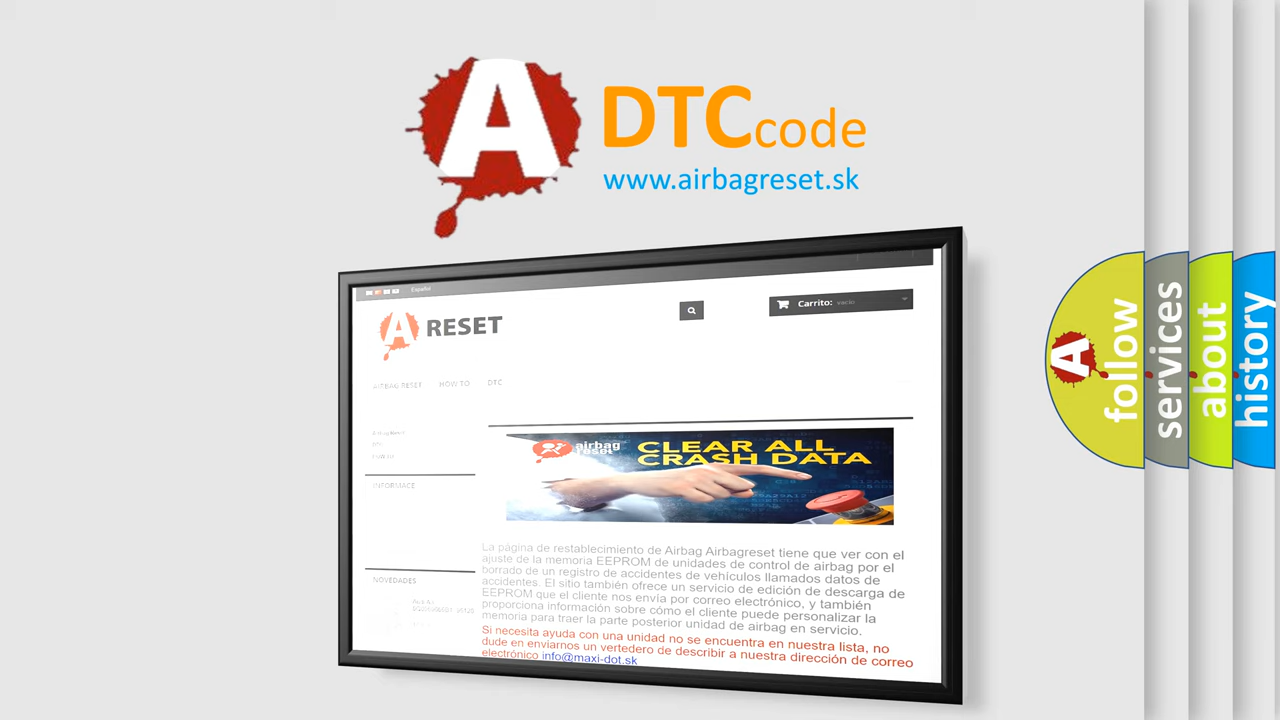 A
DTCcode
www.airbagreset.sk
Español
A RESET
Carrito: vacío
AIRBAG RESET HOW TO DTC
INFORMACE
NOVEDADES
airbag
reset
CLEAR ALL
CRASH DATA
La página de restablecimiento de Airbag Airbagreset tiene que ver con el
ajuste de la memoria EEPROM de unidades de control de airbag por el
borrado de un registro de accidentes de vehículos llamados datos de
accidentes. El sitio también ofrece un servicio de edición de descarga de
EEPROM que el cliente nos envía por correo electrónico, y también
proporciona información sobre cómo el cliente puede personalizar la
memoria para traer la parte posterior unidad de airbag en servicio.
Si necesita ayuda con una unidad no se encuentra en nuestra lista, no
dude en enviarnos un vertedero de describir a nuestra dirección de correo
electrónico info@maxi-dot.sk
A
follow
services
about
history